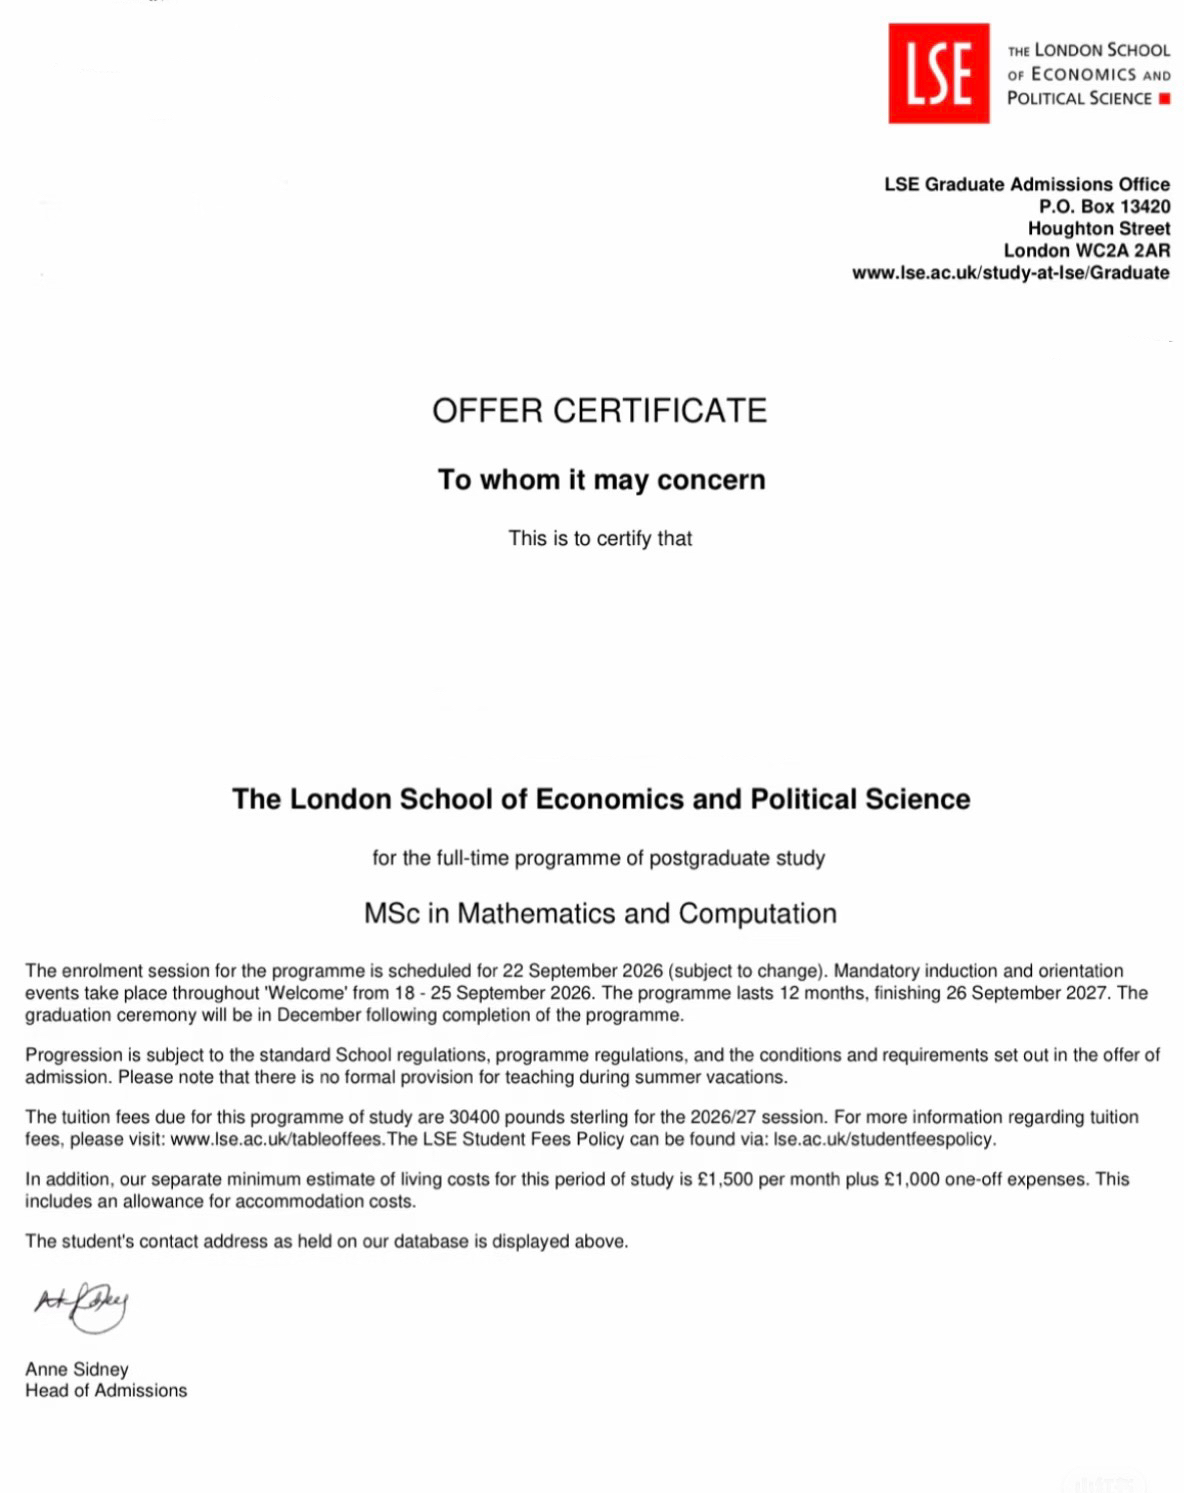 LSE
THE LONDON SCHOOL
OF ECONOMICS AND
POLITICAL SCIENCE
LSE Graduate Admissions Office
P.O. Box 13420
Houghton Street
London WC2A 2AR
www.lse.ac.uk/study-at-lse/Graduate
OFFER CERTIFICATE
To whom it may concern
This is to certify that
The London School of Economics and Political Science
for the full-time programme of postgraduate study
MSc in Mathematics and Computation
The enrolment session for the programme is scheduled for 22 September 2026 (subject to change). Mandatory induction and orientation
events take place throughout 'Welcome' from 18 - 25 September 2026. The programme lasts 12 months, finishing 26 September 2027. The
graduation ceremony will be in December following completion of the programme.
Progression is subject to the standard School regulations, programme regulations, and the conditions and requirements set out in the offer of
admission. Please note that there is no formal provision for teaching during summer vacations.
The tuition fees due for this programme of study are 30400 pounds sterling for the 2026/27 session. For more information regarding tuition
fees, please visit: www.lse.ac.uk/tableoffees.The LSE Student Fees Policy can be found via: lse.ac.uk/studentfeespolicy.
In addition, our separate minimum estimate of living costs for this period of study is £1,500 per month plus £1,000 one-off expenses. This
includes an allowance for accommodation costs.
The student's contact address as held on our database is displayed above.
Anne Sidney
Head of Admissions